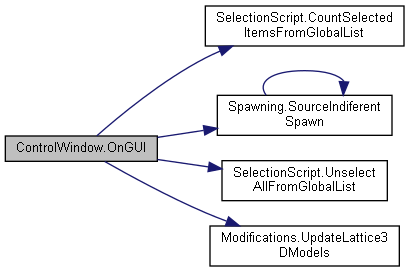 SelectionScript.CountSelected
ItemsFromGlobalList
Spawning.SourceIndiferent
Spawn
ControlWindow.OnGUI
SelectionScript.Unselect
AllFromGlobalList
Modifications.UpdateLattice3
DModels